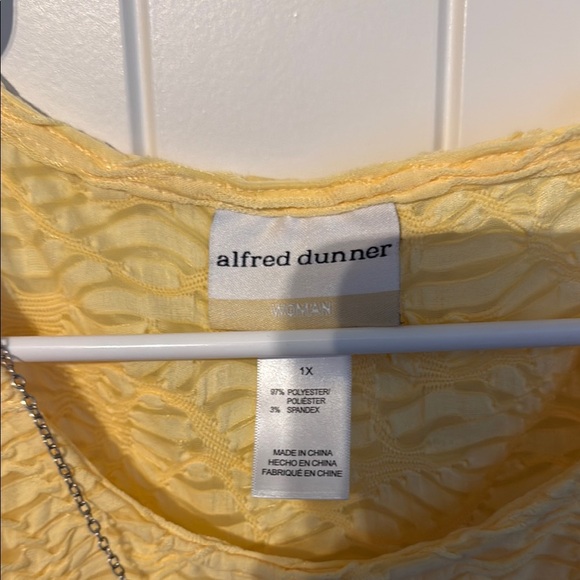 alfred dunner
WOMAN
1X
97% POLYESTER/
POLIÉSTER
3% SPANDEX
MADE IN CHINA
HECHO EN CHINA
FABRIQUÉ EN CHINE